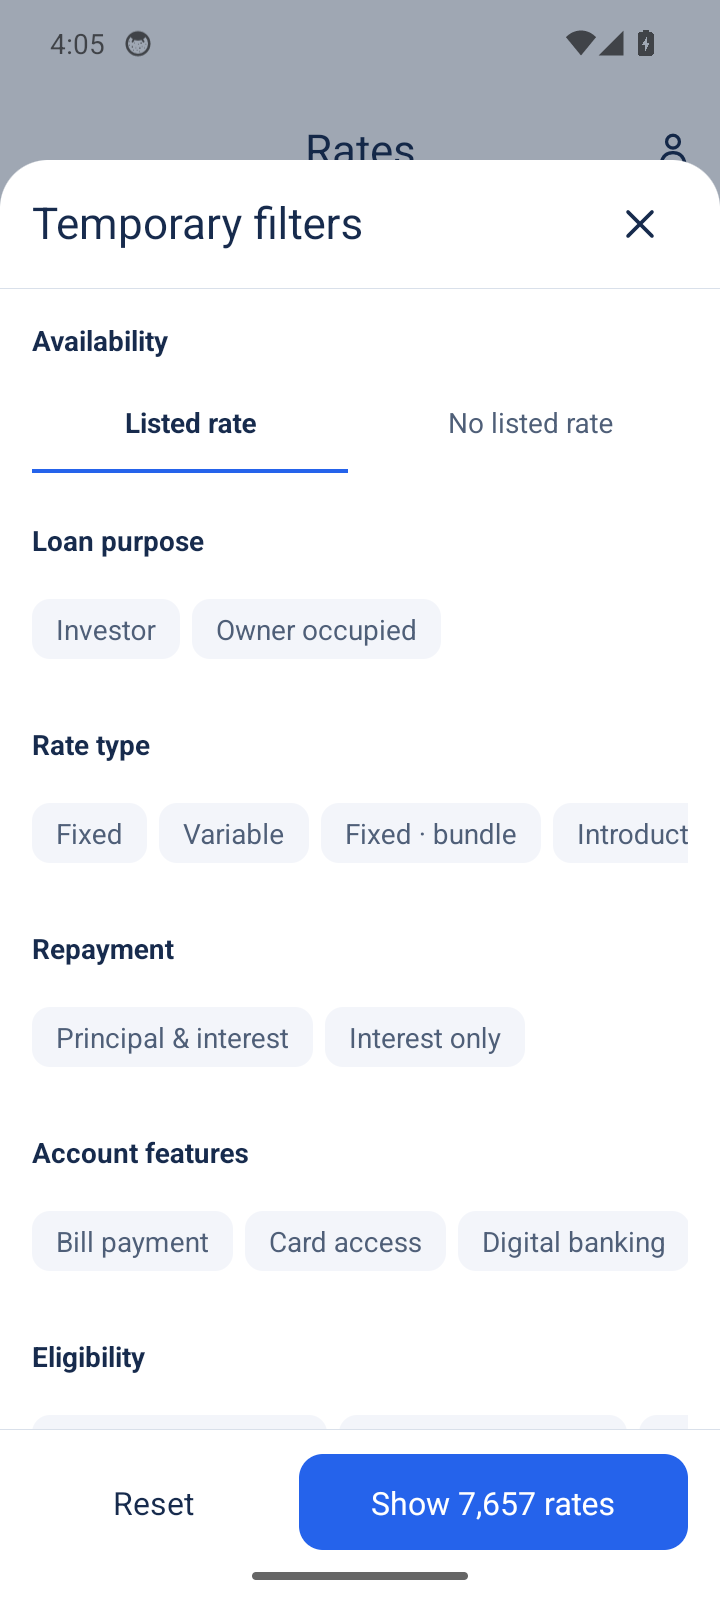 4:05
Rates
Temporary filters
Availability
Listed rate
No listed rate
Loan purpose
Investor
Owner occupied
Rate type
Fixed
Variable
Fixed · bundle
Introduct
Repayment
Principal & interest
Interest only
Account features
Bill payment
Card access
Digital banking
Eligibility
Reset
Show 7,657 rates